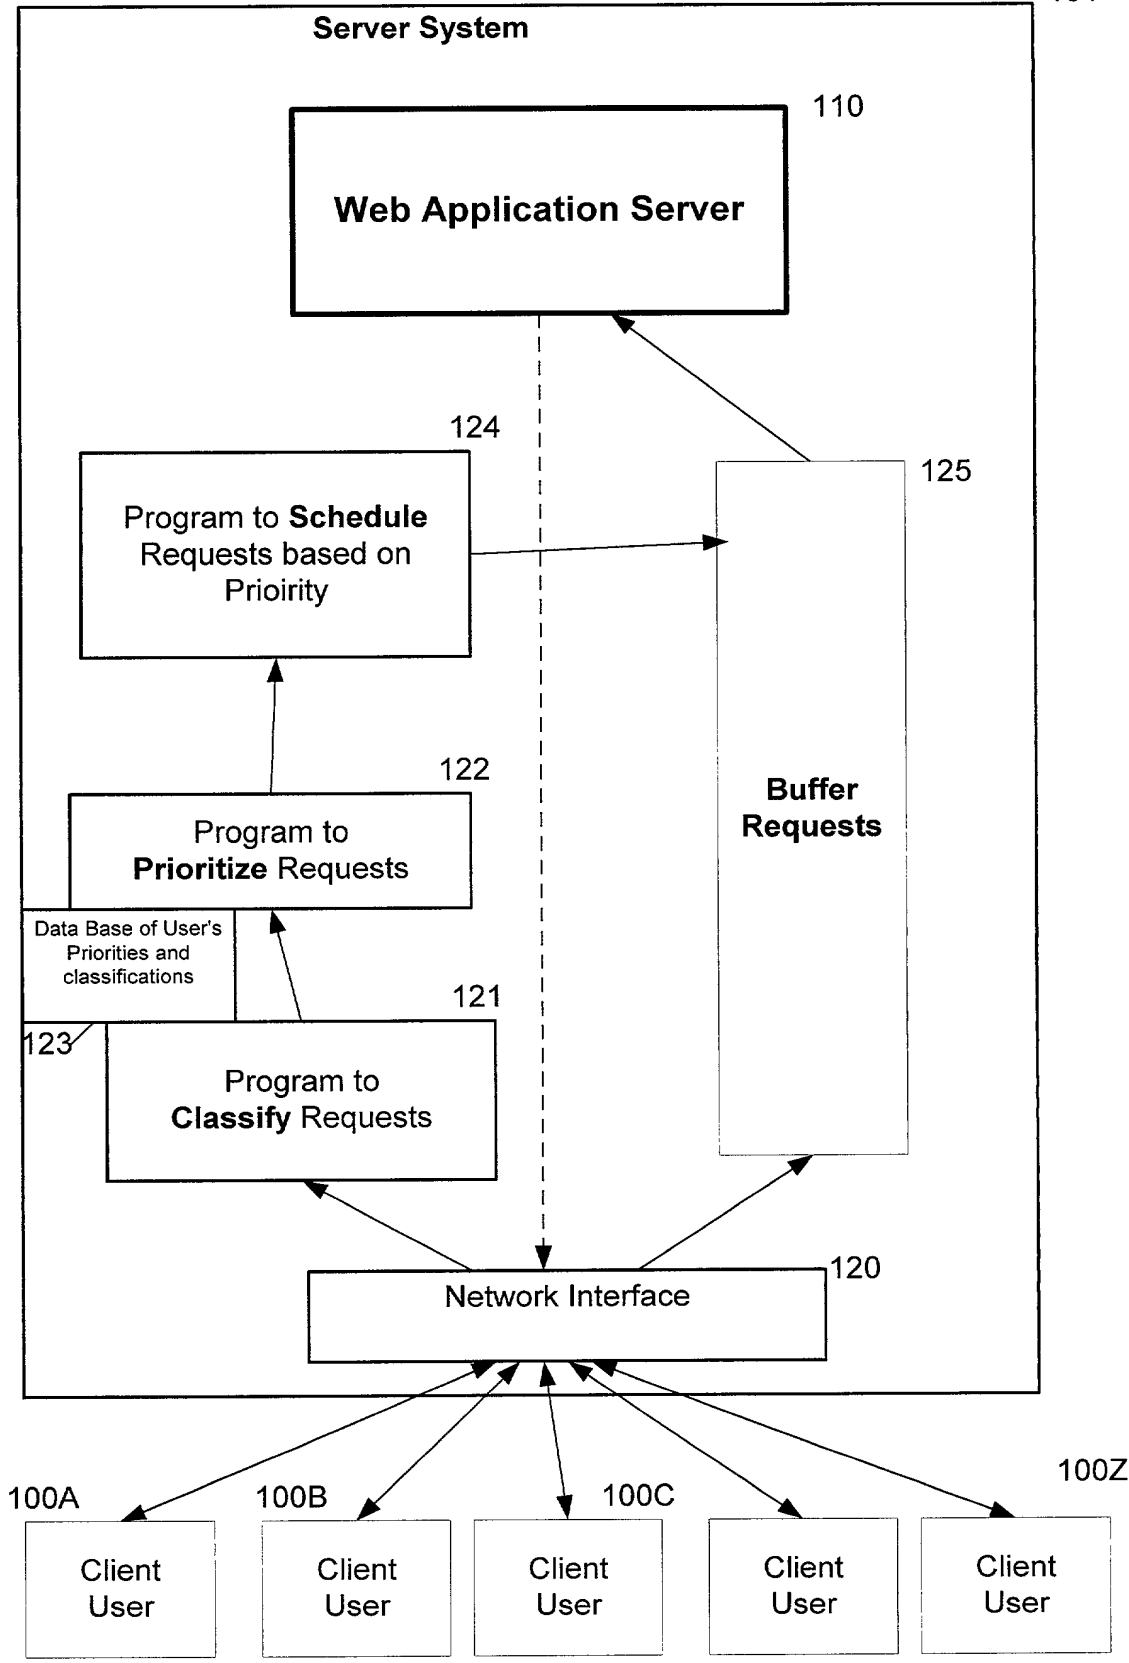 Server System
110
Web Application Server
124
125
Program to Schedule
Requests based on
Prioirity
122
Buffer
Requests
Program to
Prioritize Requests
Data Base of User's
Priorities and
classifications
121
123
Program to
Classify Requests
120
Network Interface
100A
100B
100C
100Z
Client
User
Client
User
Client
User
Client
User
Client
User